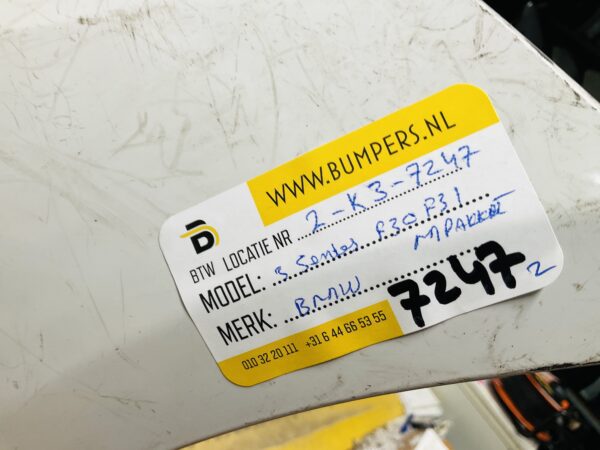 WWW.BUMPERS.NL
BTW LOCATIE NR 2-K3-7247
MODEL: 3 Series F30 F31
M PAKKET
MERK: BMW
7247 2
010 32 20 111 +31 6 44 66 53 55